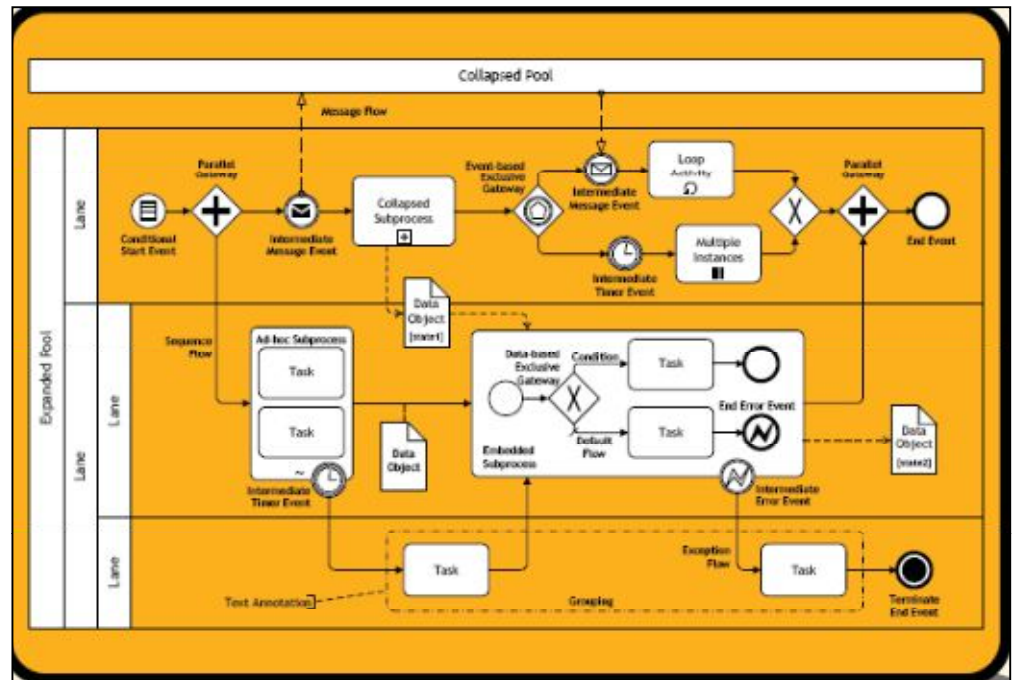 Collapsed Pool
Message Flow
Expanded Pool
Lane
Parallel
Gateway
Conditional
Start Event
Intermediate
Message Event
Collapsed
Subprocess
Event-based
Exclusive
Gateway
Intermediate
Message Event
Loop
Activity
Intermediate
Timer Event
Multiple
Instances
Parallel
Gateway
End Event
Lane
Lane
Sequence
Flow
Ad-hoc Subprocess
Task
Task
~
Intermediate
Timer Event
Data
Object
[state1]
Data
Object
Data-based
Exclusive
Gateway
Condition
Task
Default
Flow
Task
End Error Event
Embedded
Subprocess
Intermediate
Error Event
Data
Object
[state2]
Lane
Task
Text Annotation
Grouping
Exception
Flow
Task
Terminate
End Event